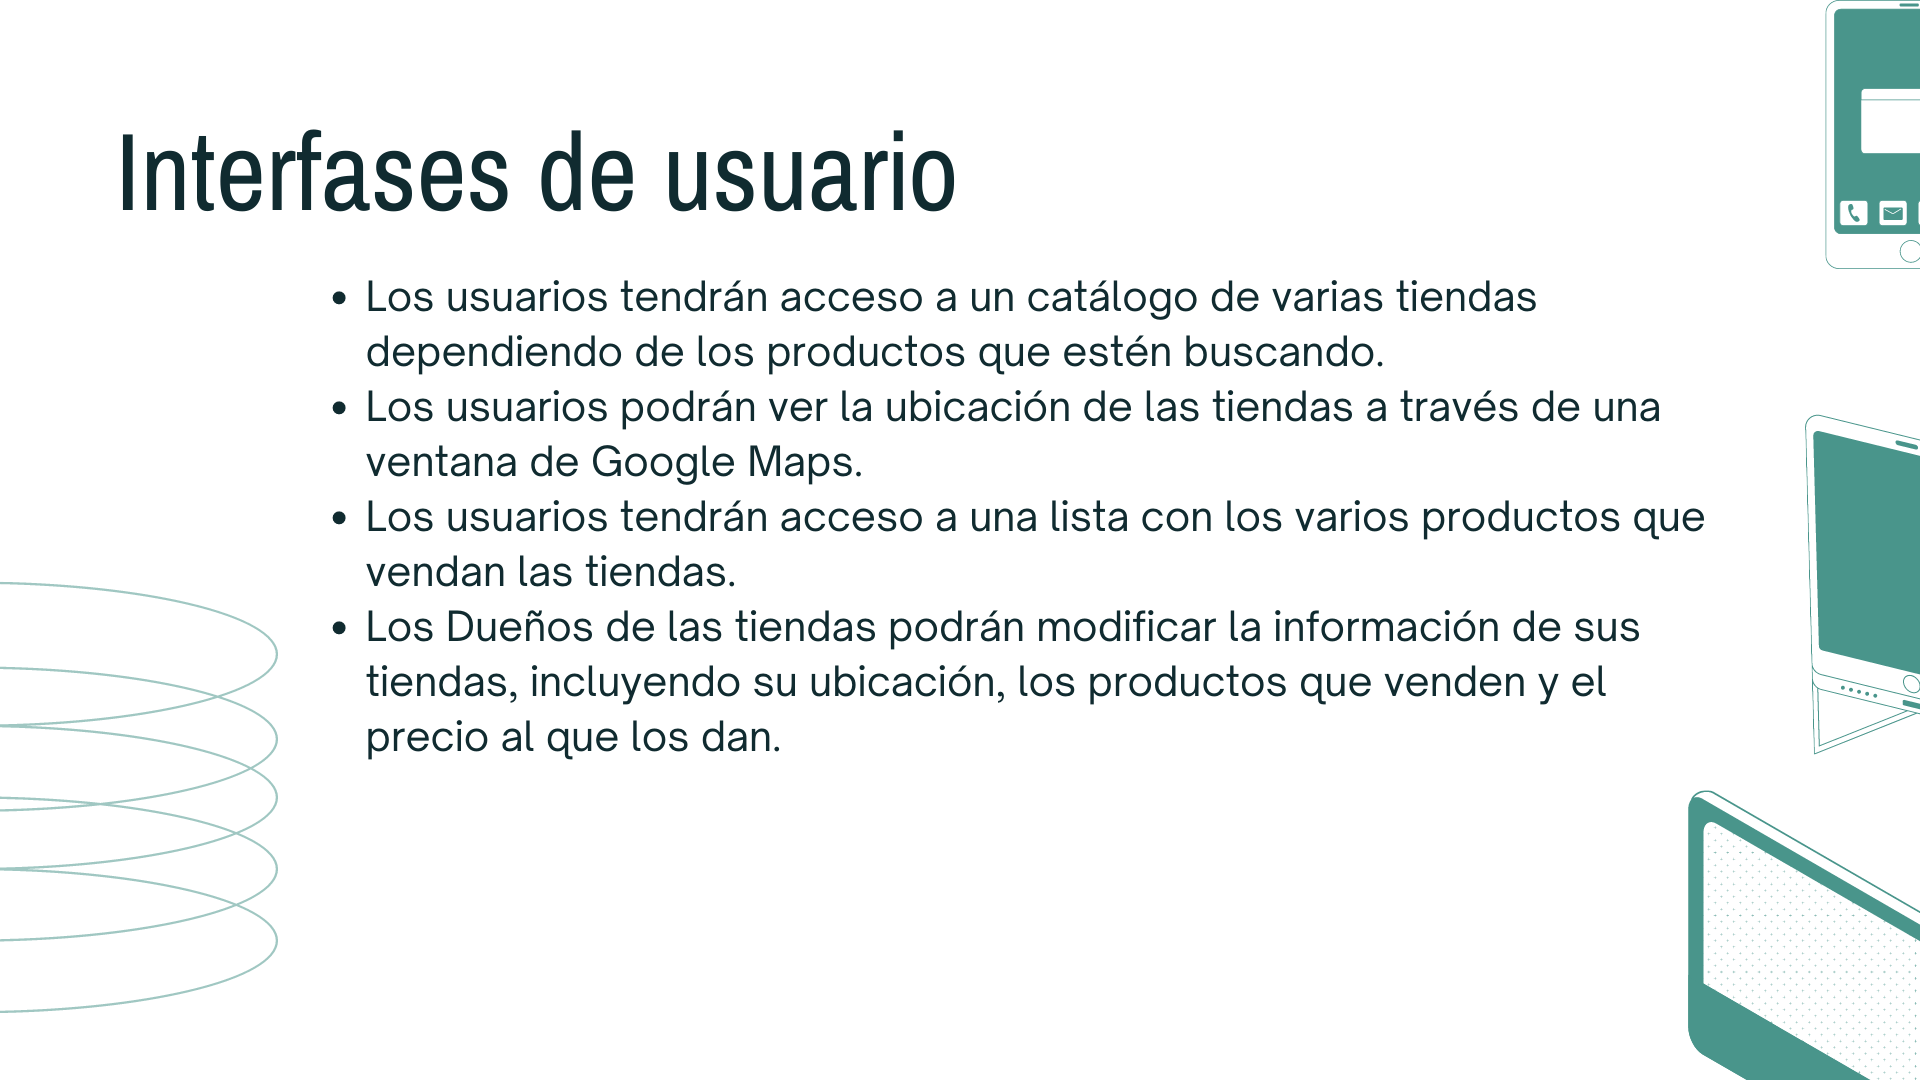 Interfases de usuario
• Los usuarios tendrán acceso a un catálogo de varias tiendas
dependiendo de los productos que estén buscando.
• Los usuarios podrán ver la ubicación de las tiendas a través de una
ventana de Google Maps.
• Los usuarios tendrán acceso a una lista con los varios productos que
vendan las tiendas.
• Los Dueños de las tiendas podrán modificar la información de sus
tiendas, incluyendo su ubicación, los productos que venden y el
precio al que los dan.